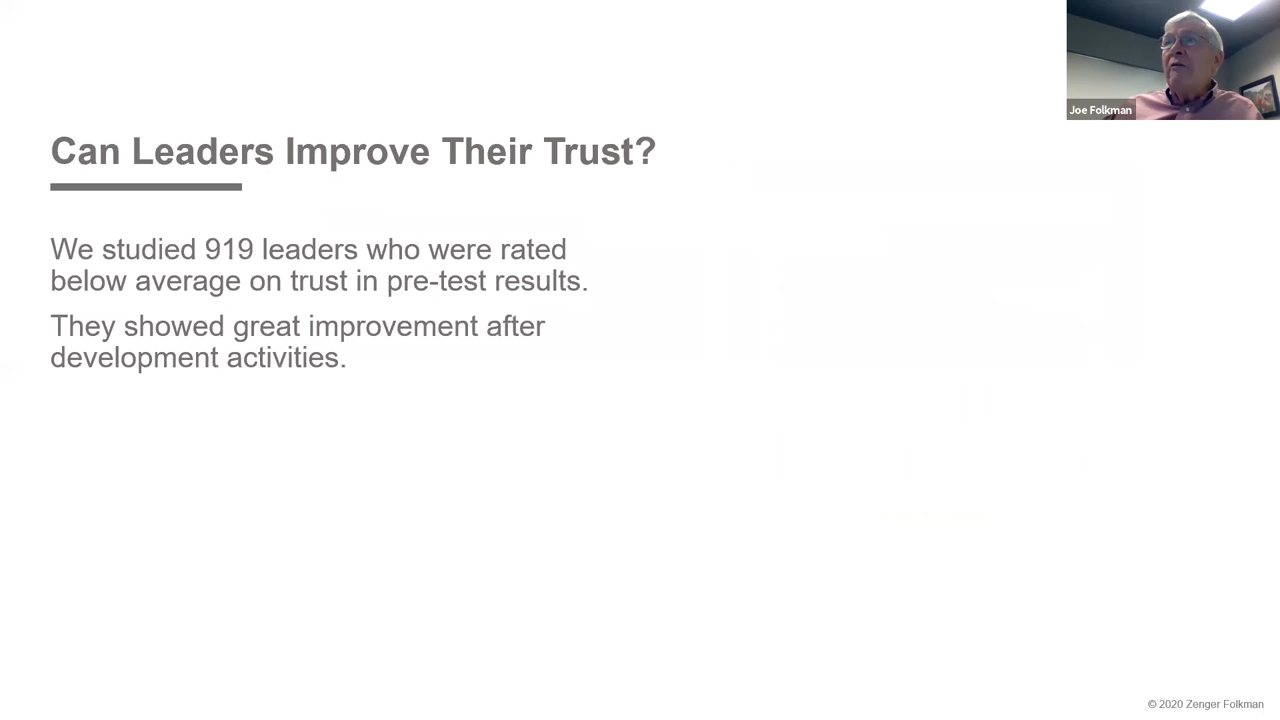 Joe Folkman
Can Leaders Improve Their Trust?
We studied 919 leaders who were rated
below average on trust in pre-test results.
They showed great improvement after
development activities.
© 2020 Zenger Folkman